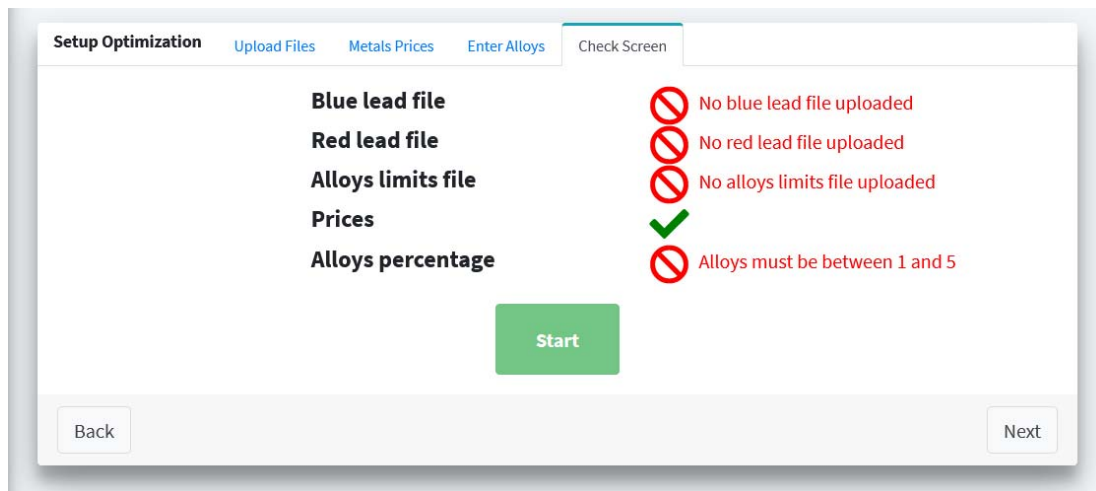 Setup Optimization Upload Files Metals Prices Enter Alloys Check Screen
Blue lead file No blue lead file uploaded
Red lead file No red lead file uploaded
Alloys limits file No alloys limits file uploaded
Prices
Alloys percentage Alloys must be between 1 and 5
Start
Back Next